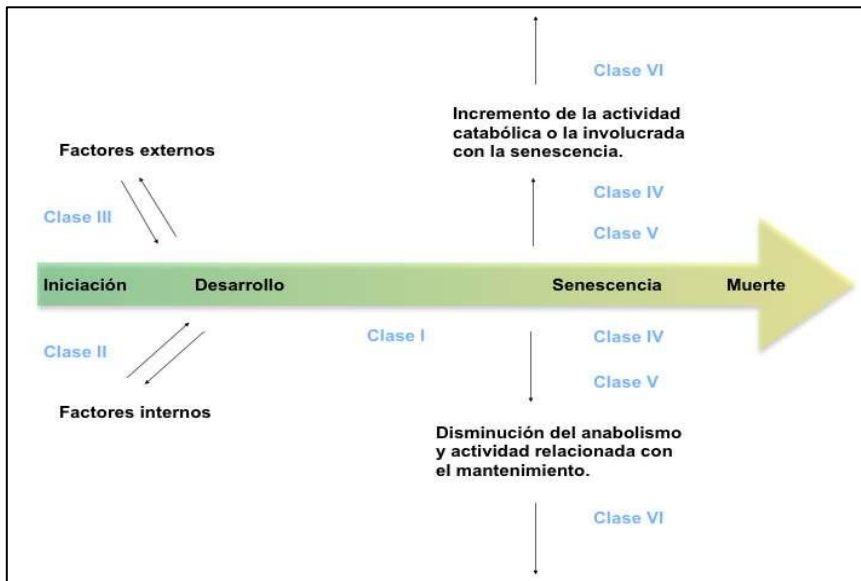 Clase VI
Incremento de la actividad
catabólica o la involucrada
con la senescencia.
Factores externos
Clase III
Clase IV
Clase V
Iniciación Desarrollo Senescencia Muerte
Clase I
Clase II
Clase IV
Clase V
Factores internos
Disminución del anabolismo
y actividad relacionada con
el mantenimiento.
Clase VI